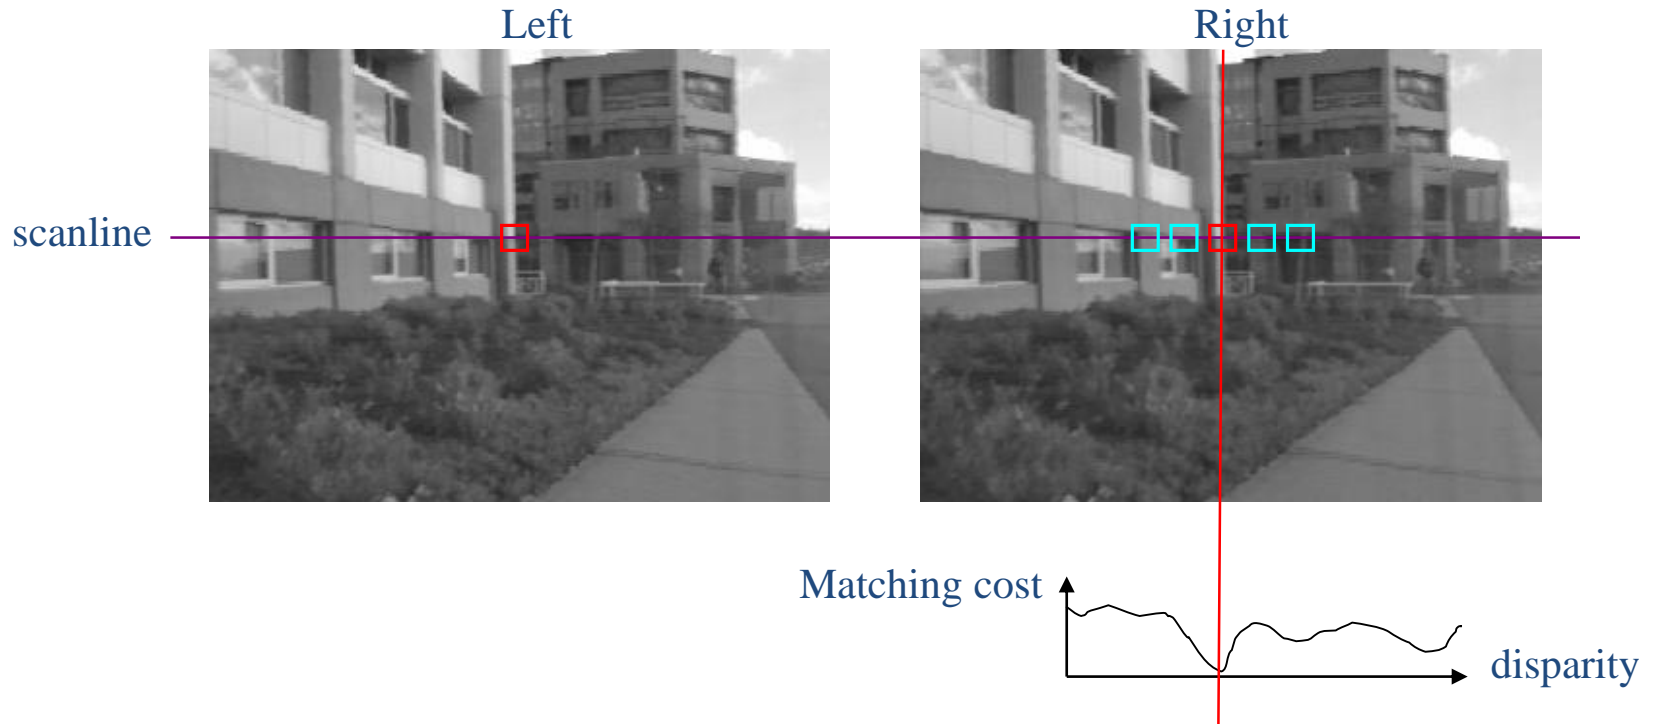 Left
Right
scanline
Matching cost
disparity